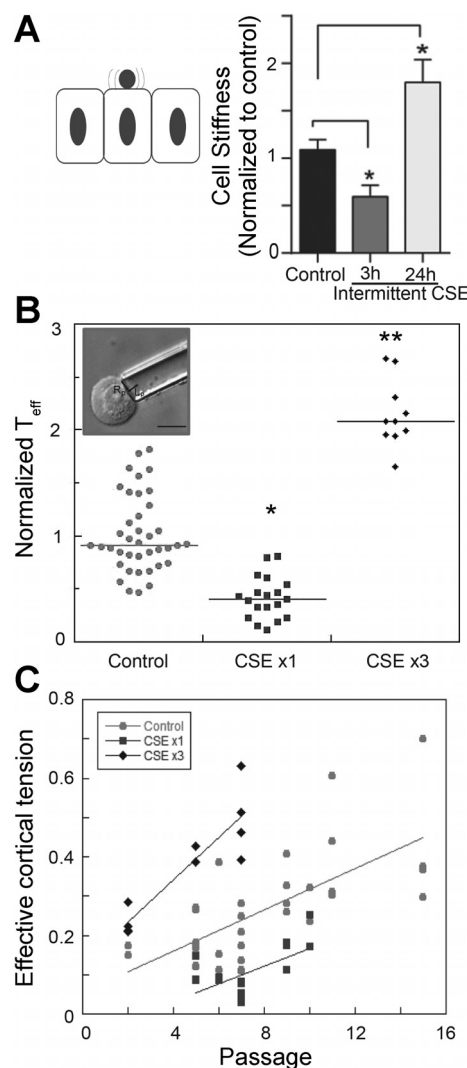 A
Cell Stiffness
(Normalized to control)
2
1
0
*
*
Control
3h
24h
Intermittent CSE
B
Normalized T_eff
3
2
1
0
**
*
Control
CSE x1
CSE x3
C
Effective cortical tension
0.8
0.6
0.4
0.2
0
Control
CSE x1
CSE x3
0
4
8
12
16
Passage